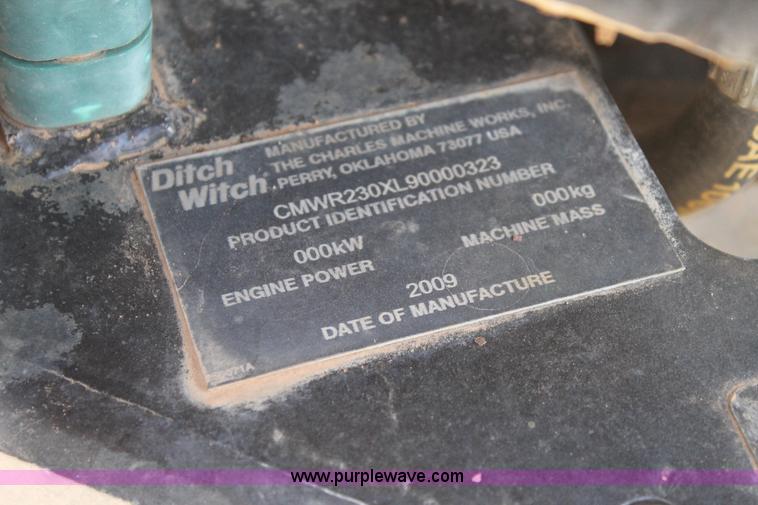 Ditch
Witch
MANUFACTURED BY
THE CHARLES MACHINE WORKS, INC.
PERRY, OKLAHOMA 73077 USA
CMWR230XL90000323
PRODUCT IDENTIFICATION NUMBER
000kW
ENGINE POWER
000kg
MACHINE MASS
2009
DATE OF MANUFACTURE
SAE
www.purplewave.com